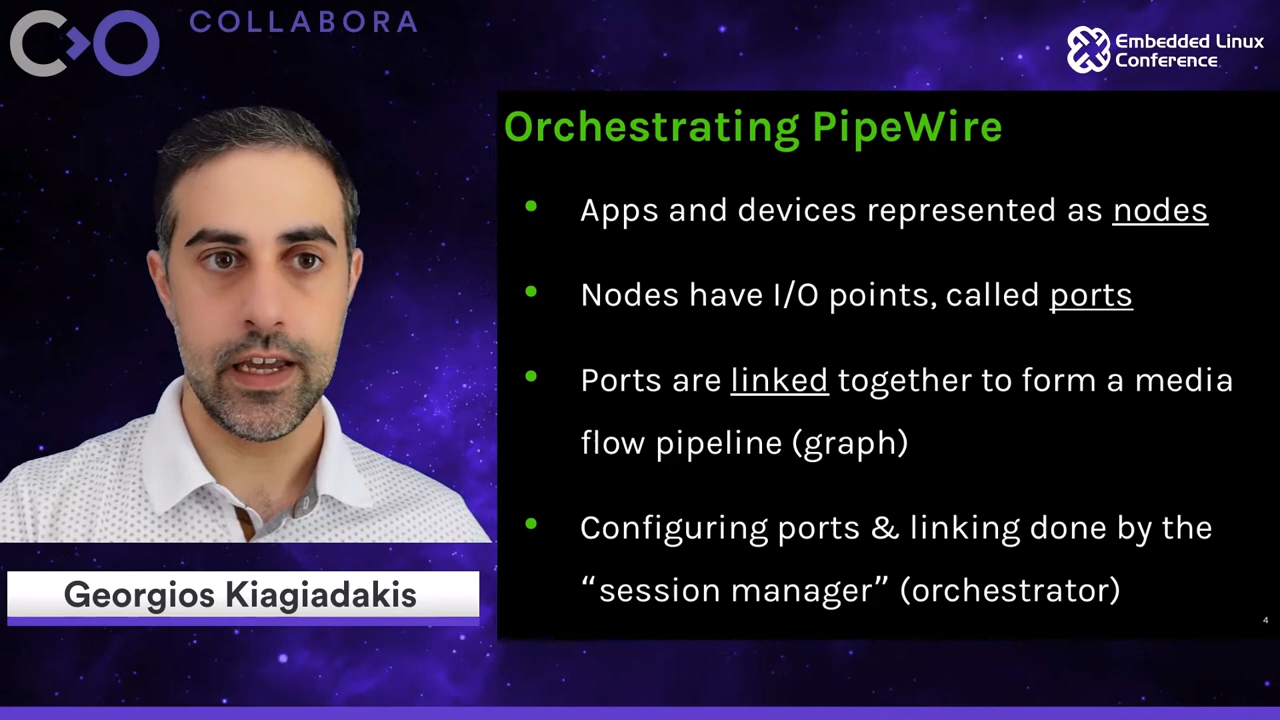 COLLABORA
Embedded Linux
Conference
Orchestrating PipeWire
• Apps and devices represented as nodes
• Nodes have I/O points, called ports
• Ports are linked together to form a media
flow pipeline (graph)
• Configuring ports & linking done by the
“session manager” (orchestrator)
4
Georgios Kiagiadakis